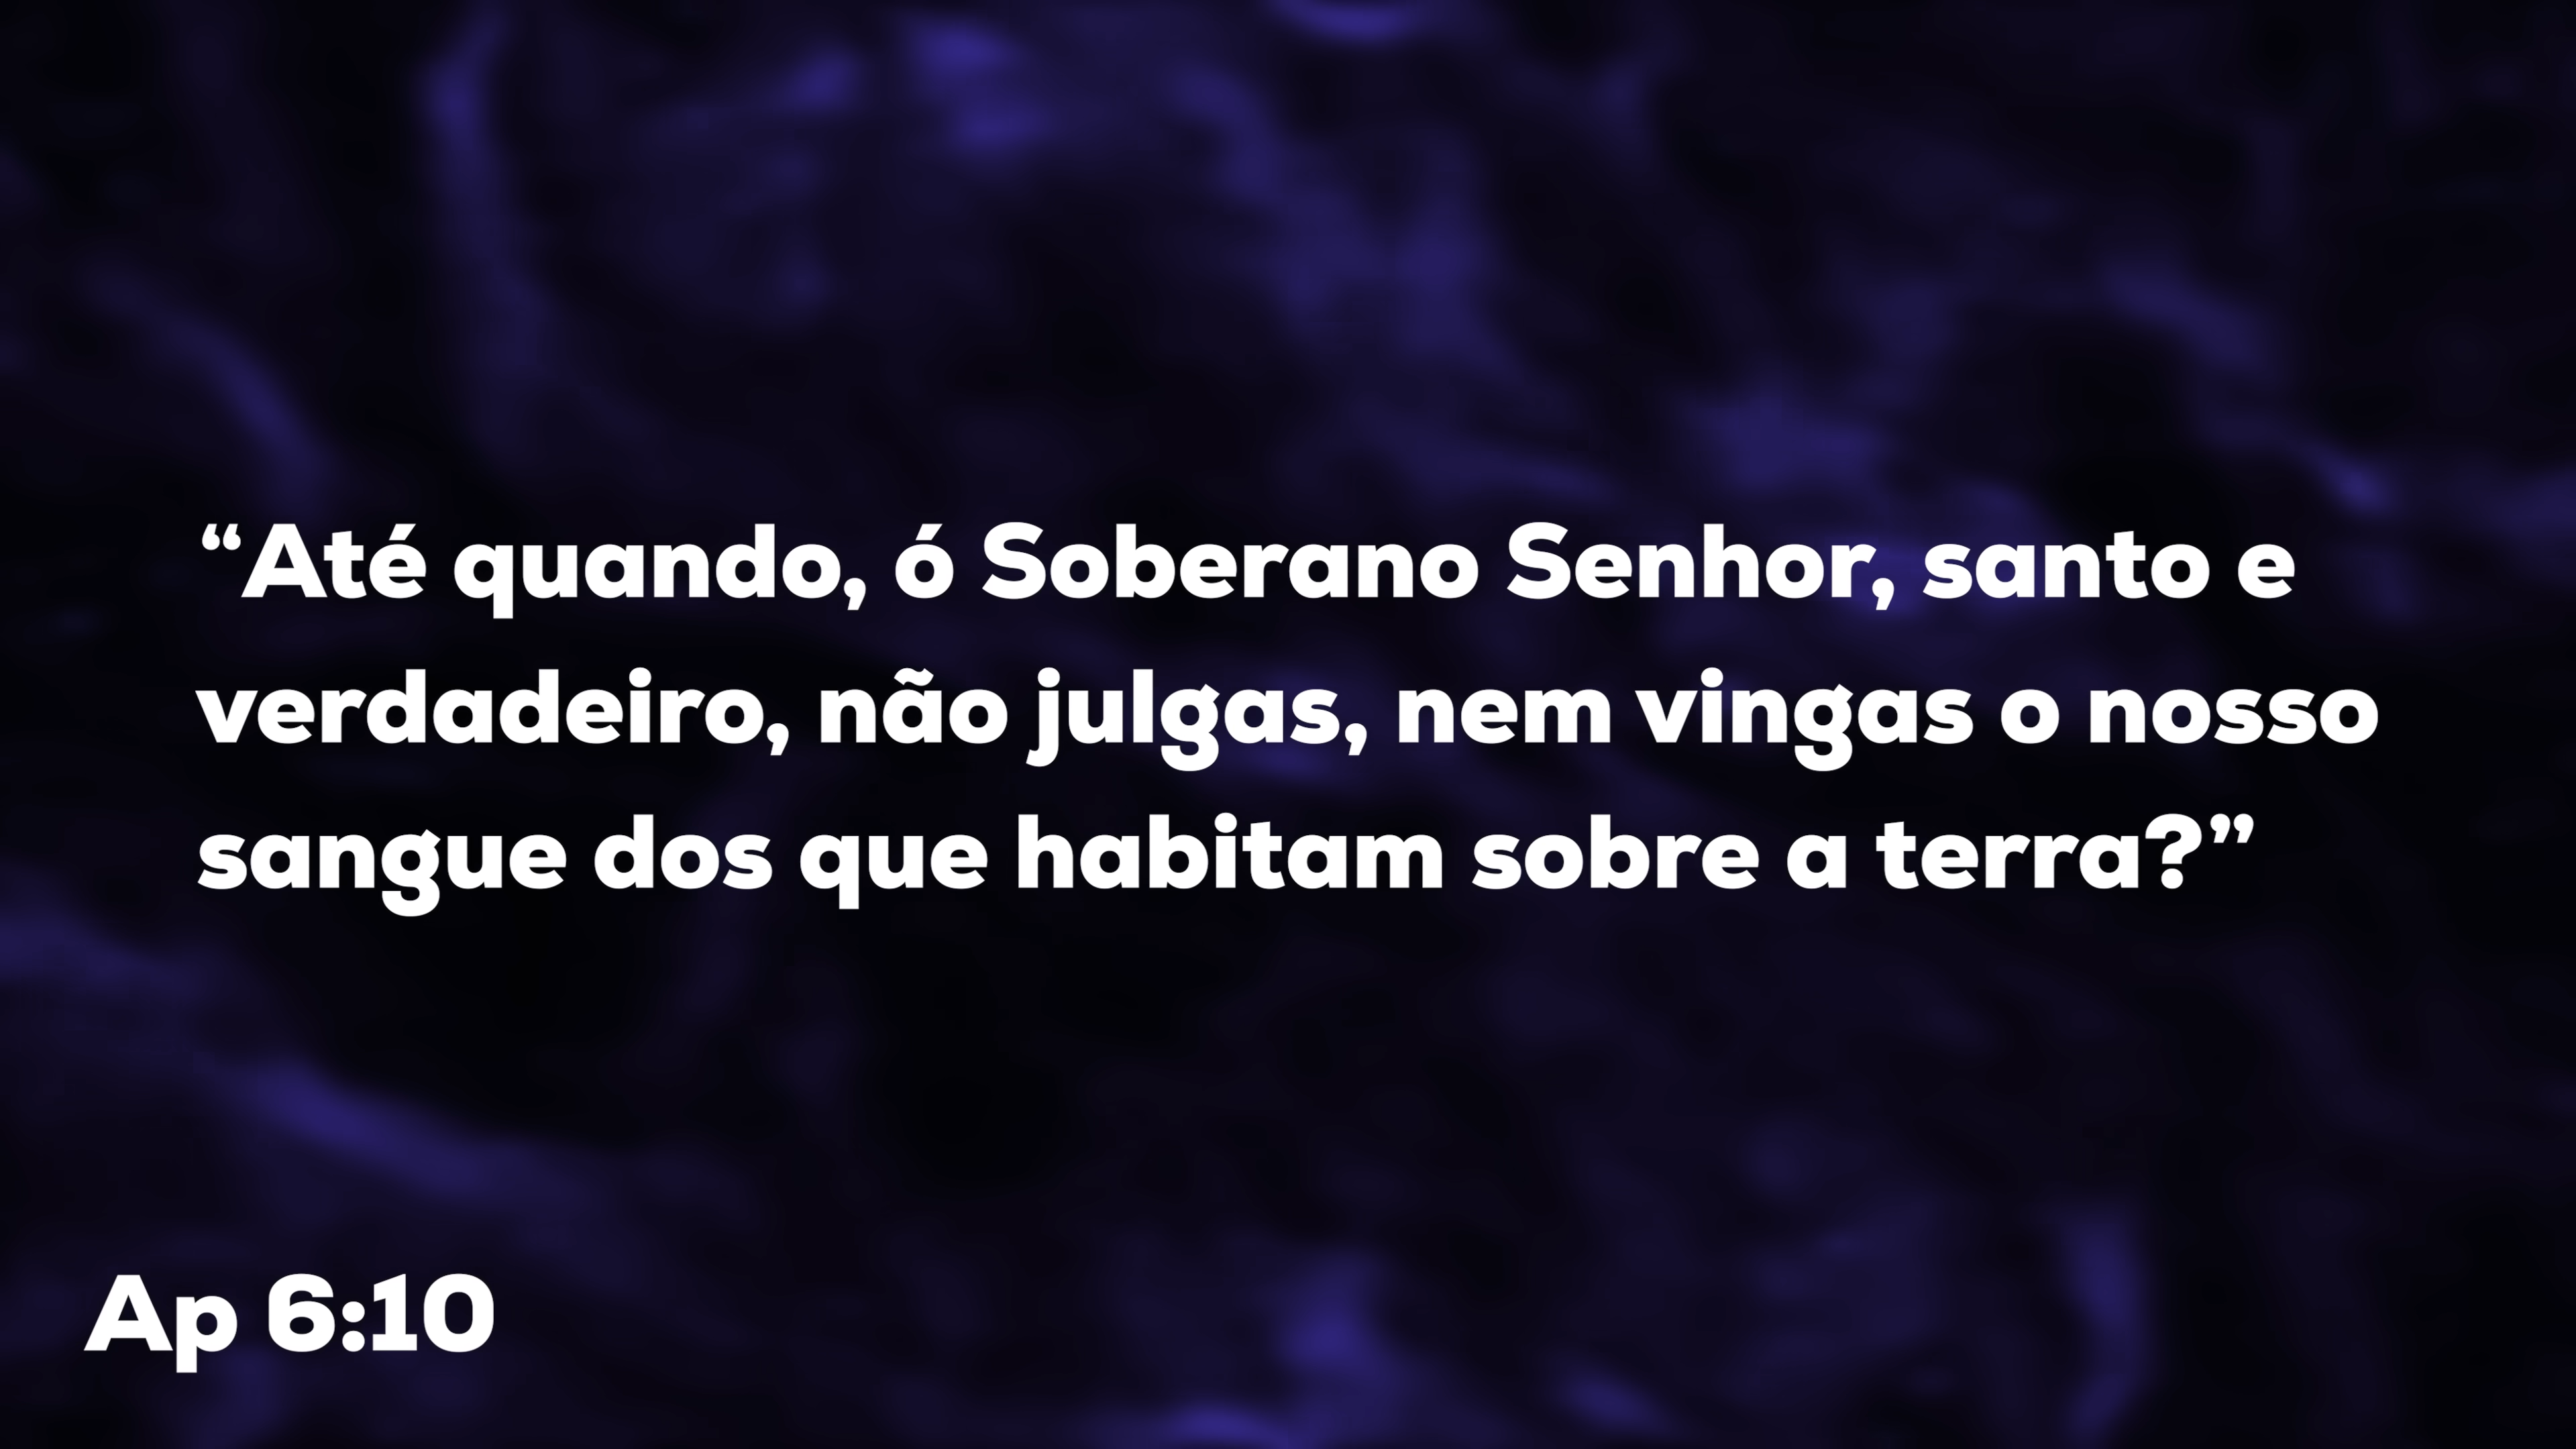 “Até quando, ó Soberano Senhor, santo e
verdadeiro, não julgas, nem vingas o nosso
sangue dos que habitam sobre a terra?”
Ap 6:10